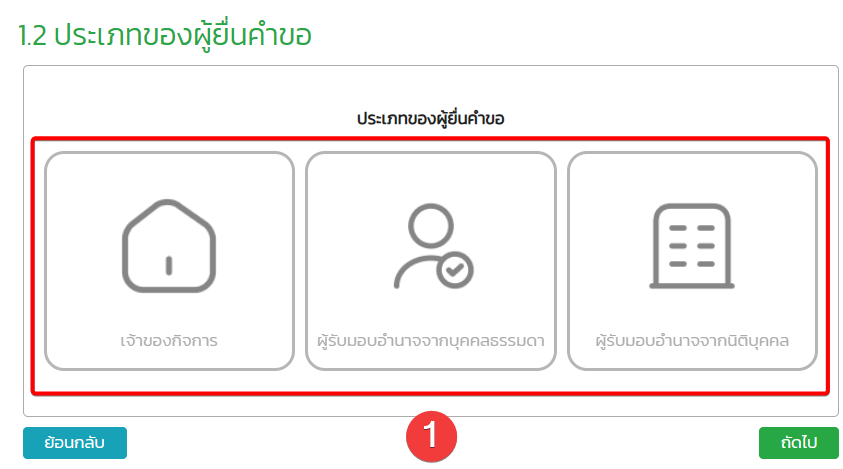 1.2 ประเภทของผู้ยื่นคำขอ
ประเภทของผู้ยื่นคำขอ
เจ้าของกิจการ
ผู้รับมอบอำนาจจากบุคคลธรรมดา
ผู้รับมอบอำนาจจากนิติบุคคล
ย้อนกลับ
1
ถัดไป